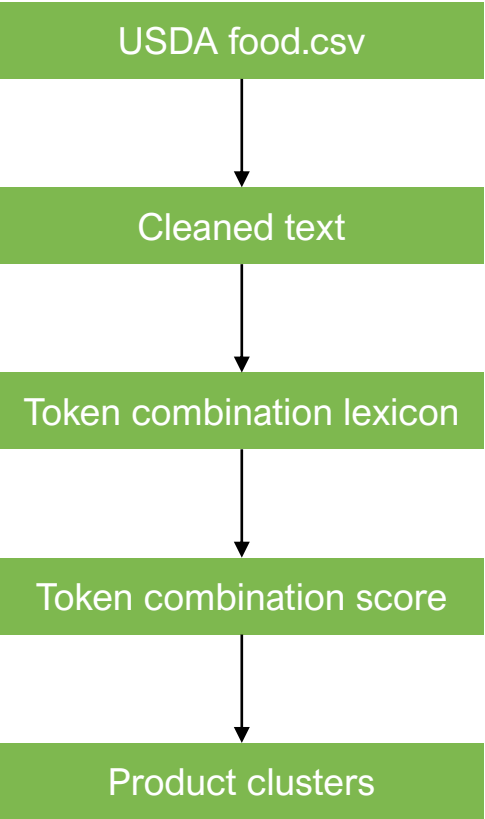 USDA food.csv
Cleaned text
Token combination lexicon
Token combination score
Product clusters